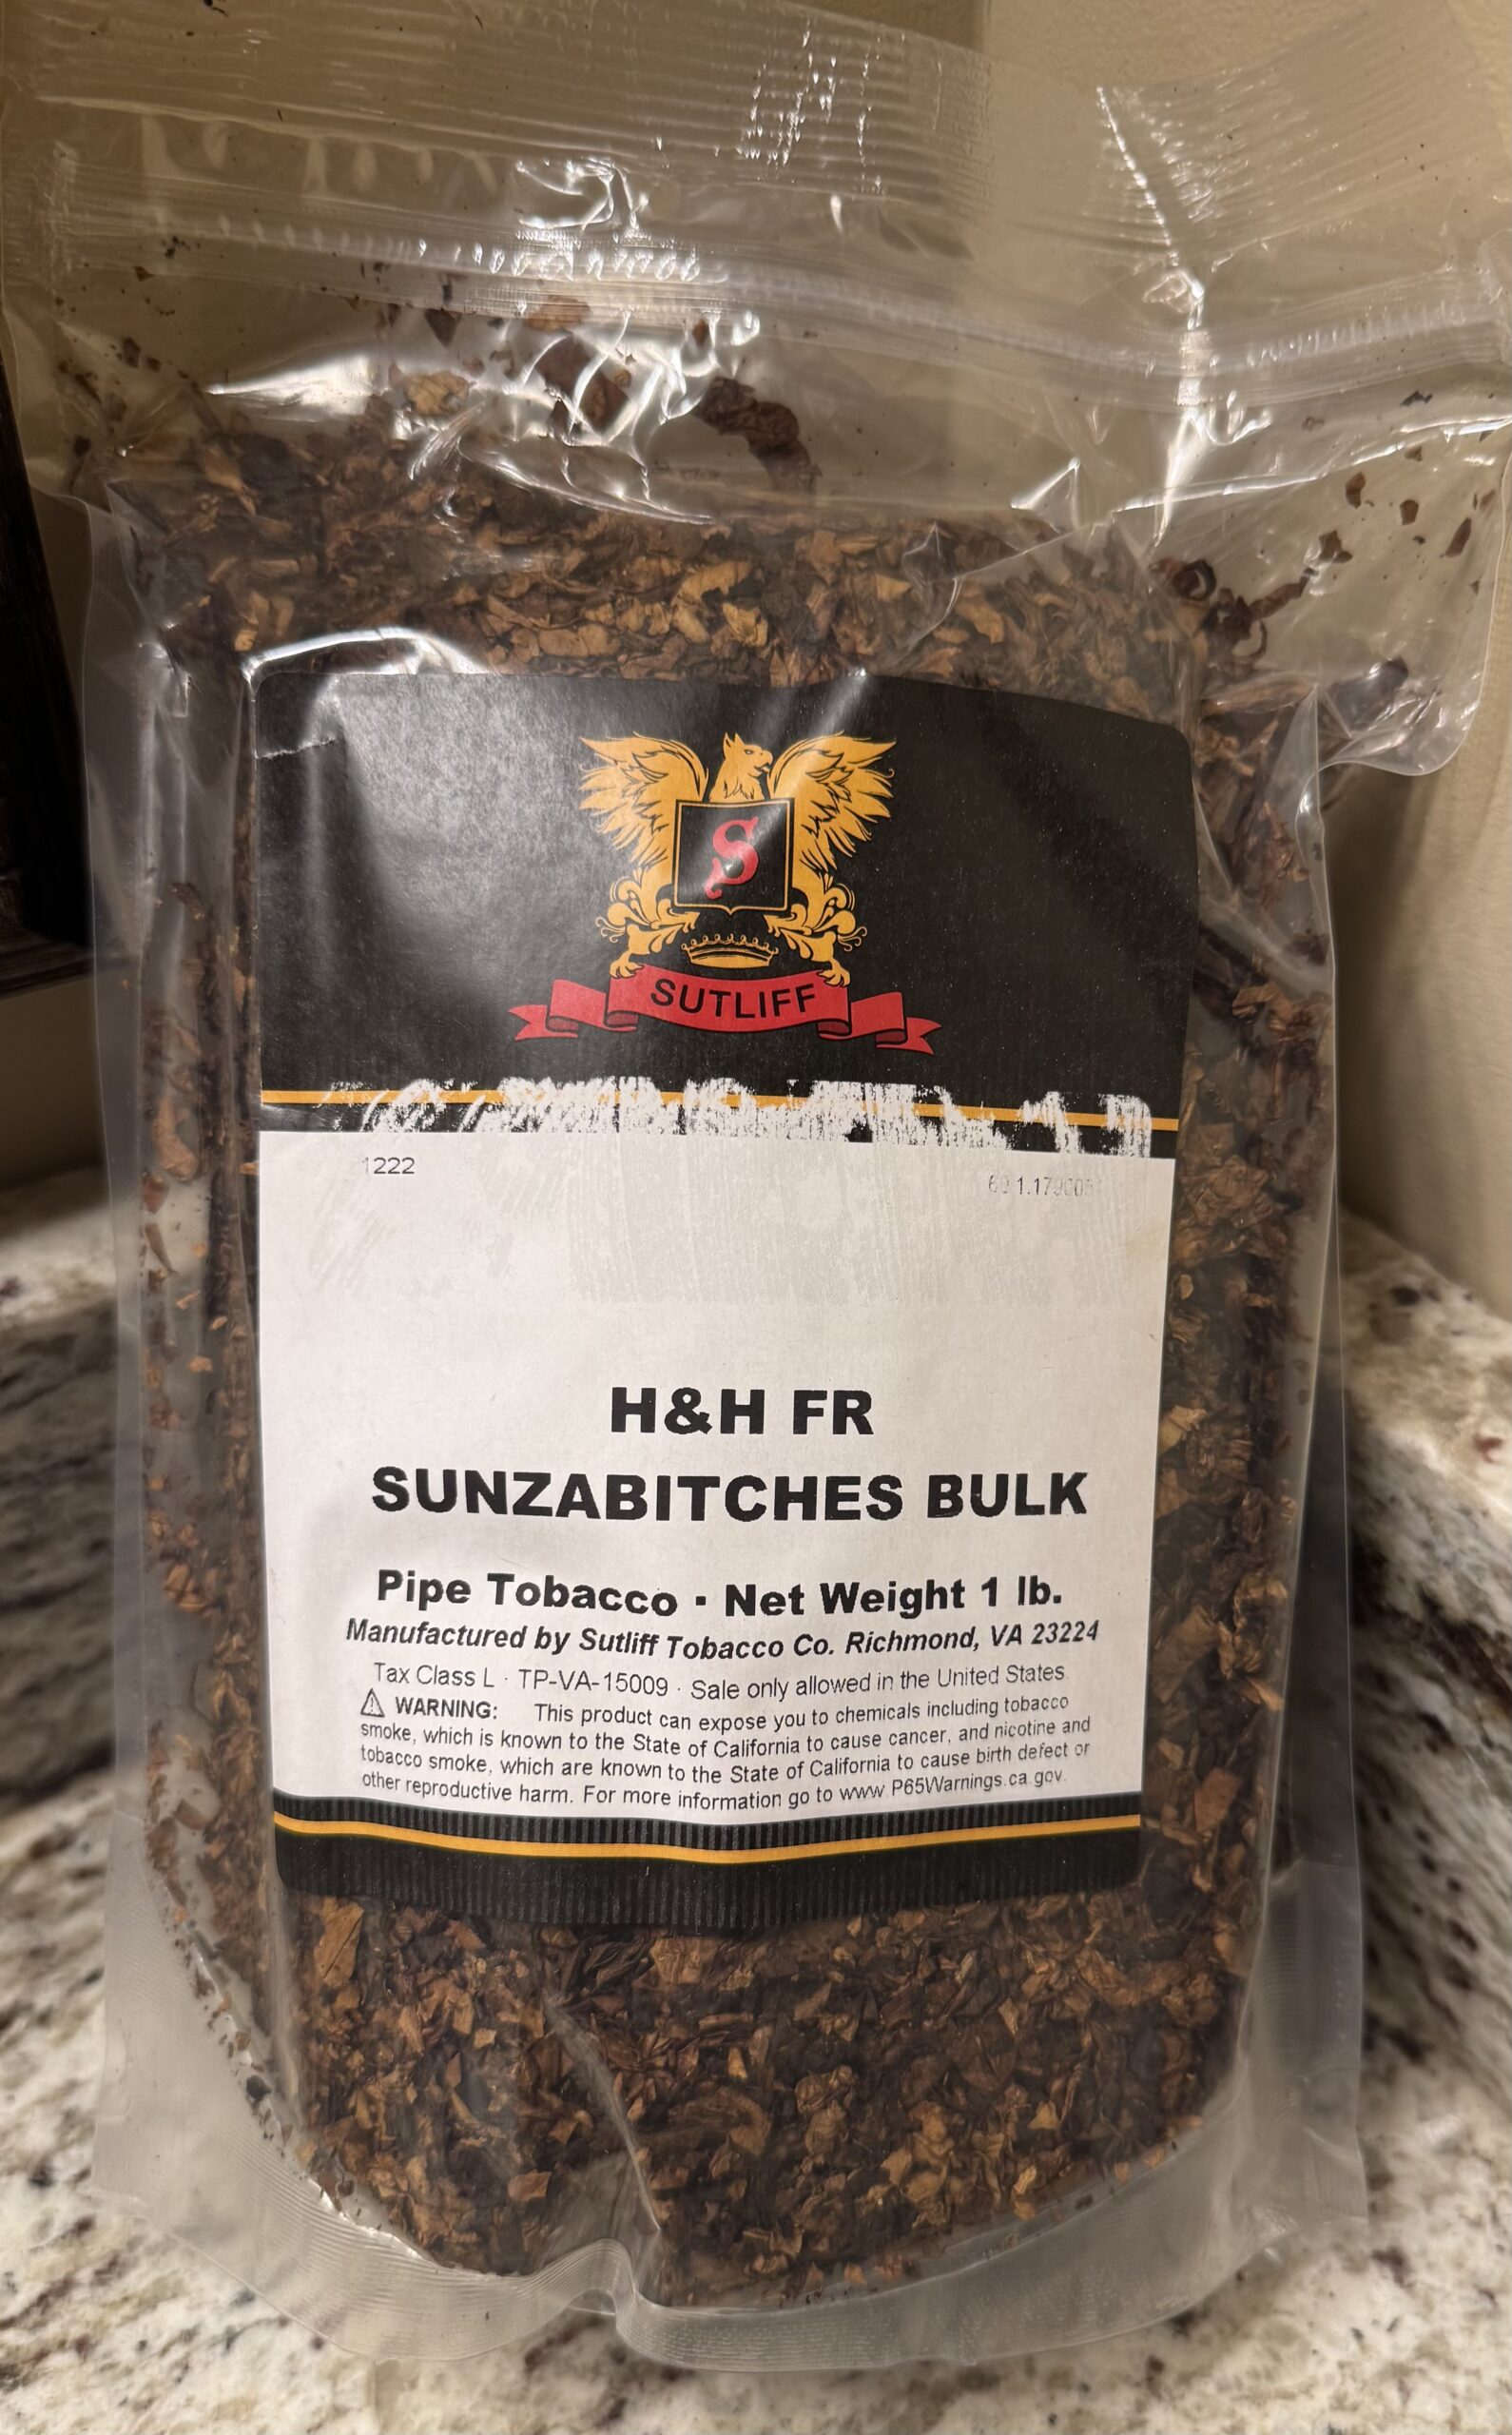 S
SUTLIFF
1222
H&H FR
SUNZABITCHES BULK
Pipe Tobacco ▪ Net Weight 1 lb.
Manufactured by Sutliff Tobacco Co. Richmond, VA 23224
Tax Class L · TP-VA-15009 · Sale only allowed in the United States
⚠ WARNING: This product can expose you to chemicals including tobacco
smoke, which is known to the State of California to cause cancer, and nicotine and
tobacco smoke, which are known to the State of California to cause birth defect or
other reproductive harm. For more information go to www.P65Warnings.ca.gov.